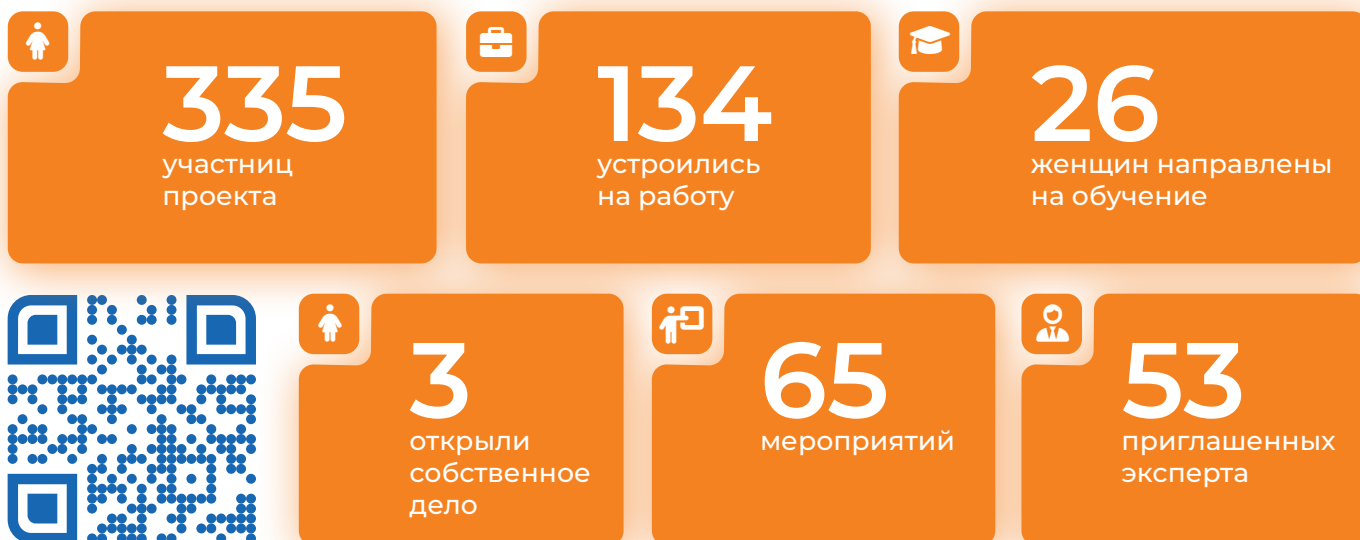 335
участниц
проекта
134
устроились
на работу
26
женщин направлены
на обучение
3
открыли
собственное
дело
65
мероприятий
53
приглашенных
эксперта